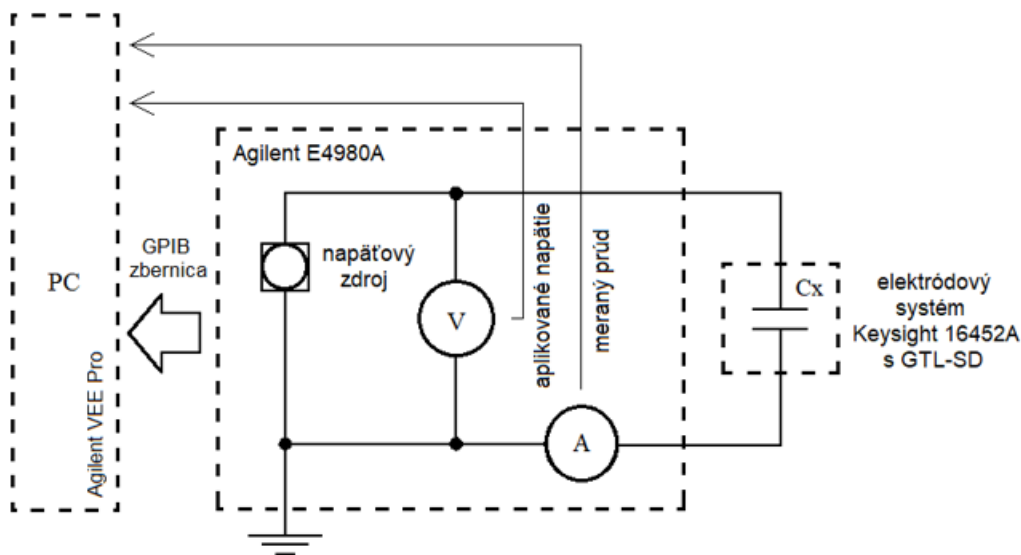 Agilent E4980A
GPIB
zbernica
PC
Agilent VEE Pro
napäťový
zdroj
V
aplikované napätie
meraný prúd
A
Cx
elektródový
systém
Keysight 16452A
s GTL-SD